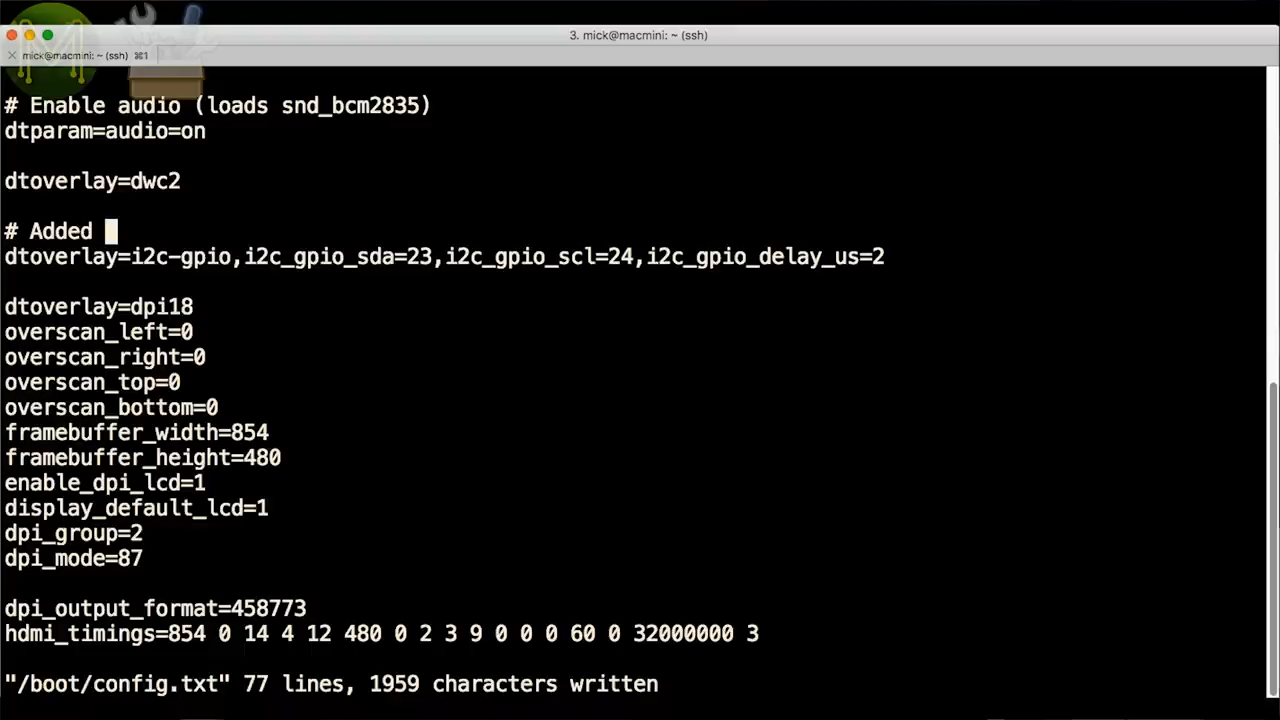 3. mick@macmini: ~ (ssh)
mick@macmini: ~ (ssh) ⌘1
# Enable audio (loads snd_bcm2835)
dtparam=audio=on
dtoverlay=dwc2
# Added
dtoverlay=i2c-gpio,i2c_gpio_sda=23,i2c_gpio_scl=24,i2c_gpio_delay_us=2
dtoverlay=dpi18
overscan_left=0
overscan_right=0
overscan_top=0
overscan_bottom=0
framebuffer_width=854
framebuffer_height=480
enable_dpi_lcd=1
display_default_lcd=1
dpi_group=2
dpi_mode=87
dpi_output_format=458773
hdmi_timings=854 0 14 4 12 480 0 2 3 9 0 0 0 60 0 32000000 3
"/boot/config.txt" 77 lines, 1959 characters written